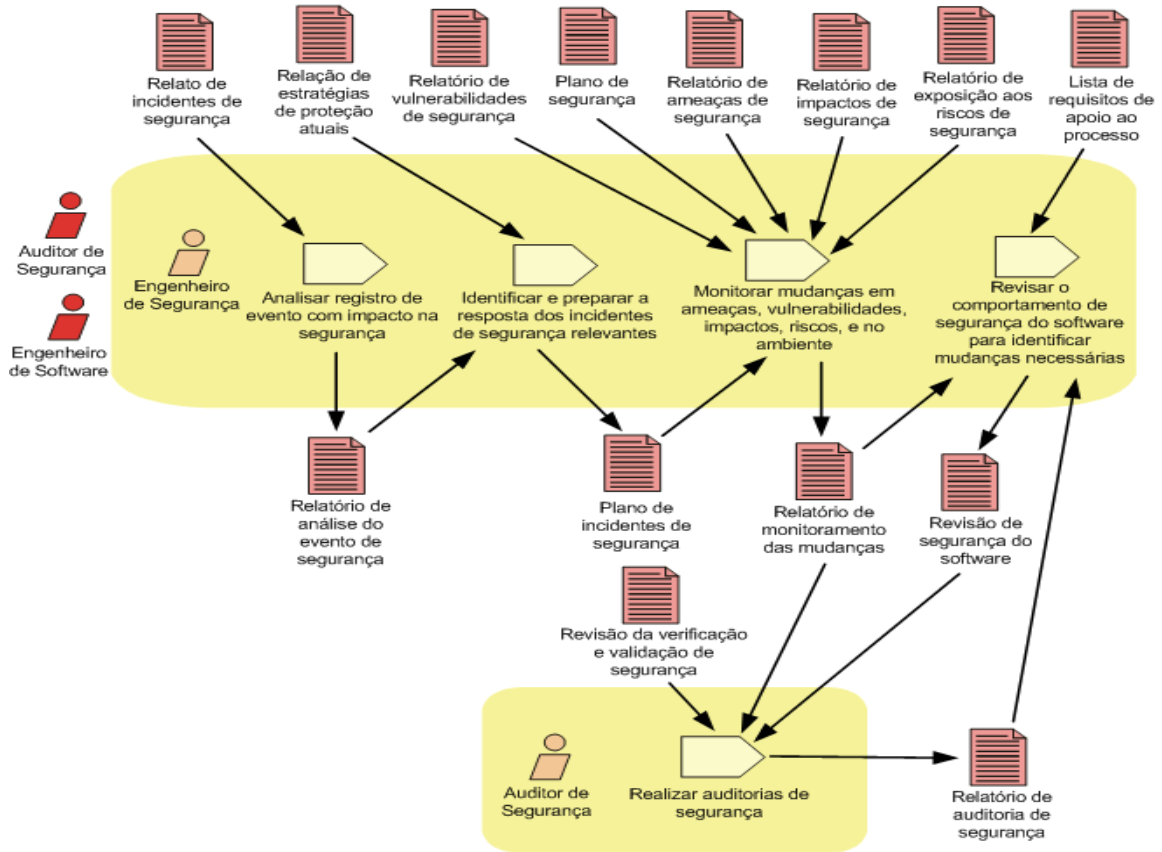 Relato de
incidentes de
segurança
Relação de
estratégias
de proteção
atuais
Relatório de
vulnerabilidades
de segurança
Plano de
segurança
Relatório de
ameaças de
segurança
Relatório de
impactos de
segurança
Relatório de
exposição aos
riscos de
segurança
Lista de
requisitos de
apoio ao
processo
Auditor de
Segurança
Engenheiro
de Software
Engenheiro
de Segurança
Analisar registro de
evento com impacto na
segurança
Identificar e preparar a
resposta dos incidentes
de segurança relevantes
Monitorar mudanças em
ameaças, vulnerabilidades,
impactos, riscos, e no
ambiente
Revisar o
comportamento de
segurança do software
para identificar
mudanças necessárias
Relatório de
análise do
evento de
segurança
Plano de
incidentes de
segurança
Relatório de
monitoramento
das mudanças
Revisão de
segurança do
software
Revisão da verificação
e validação de
segurança
Auditor de
Segurança
Realizar auditorias de
segurança
Relatório de
auditoria de
segurança